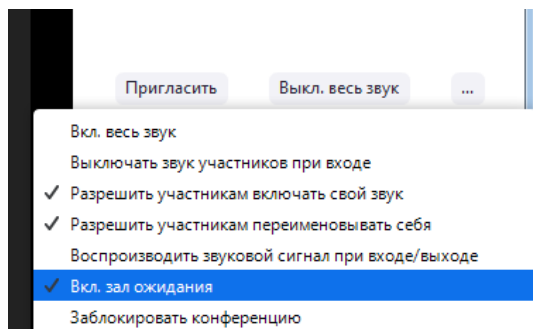 Пригласить Выкл. весь звук ...
Вкл. весь звук
Выключать звук участников при входе
✓ Разрешить участникам включать свой звук
✓ Разрешить участникам переименовывать себя
Воспроизводить звуковой сигнал при входе/выходе
✓ Вкл. зал ожидания
Заблокировать конференцию